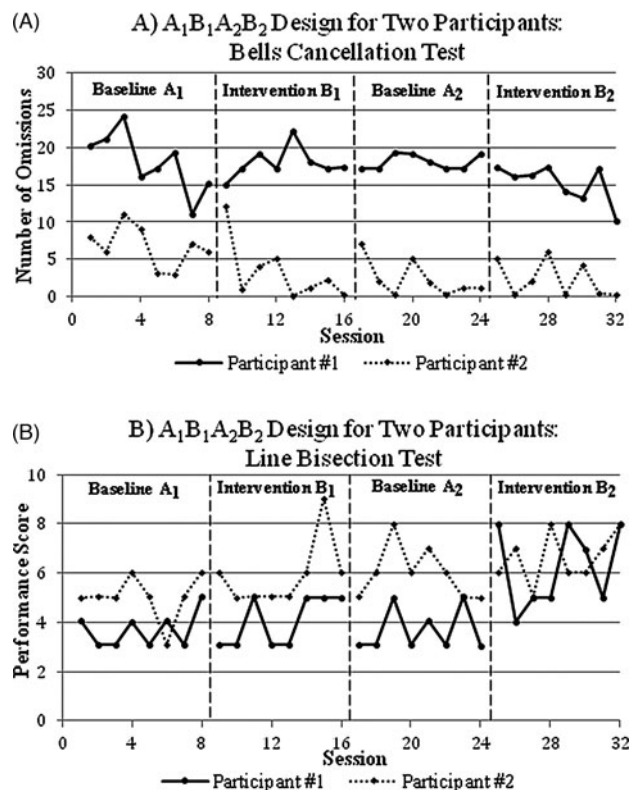 (A)
A) A₁B₁A₂B₂ Design for Two Participants:
Bells Cancellation Test
Number of Omissions
30
25
20
15
10
5
0
Baseline A₁
Intervention B₁
Baseline A₂
Intervention B₂
0 4 8 12 16 20 24 28 32
Session
Participant #1
Participant #2
(B)
B) A₁B₁A₂B₂ Design for Two Participants:
Line Bisection Test
Performance Score
10
8
6
4
2
0
Baseline A₁
Intervention B₁
Baseline A₂
Intervention B₂
0 4 8 12 16 20 24 28 32
Session
Participant #1
Participant #2